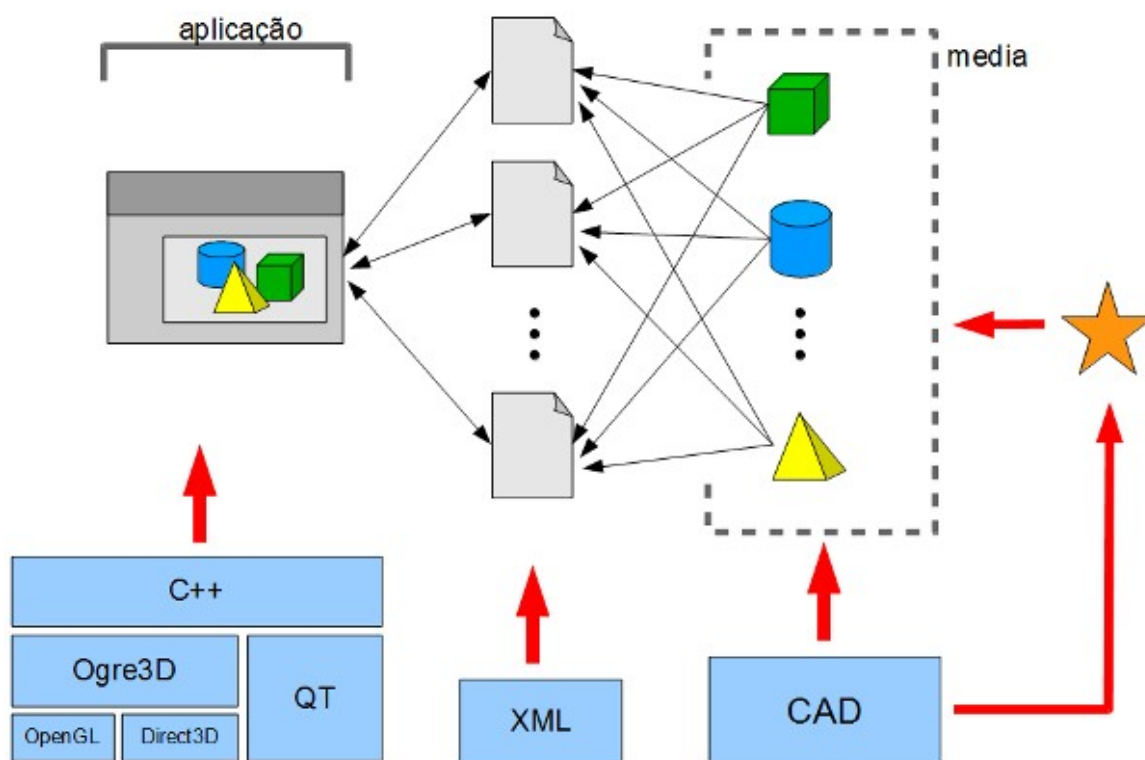 aplicação
media
C++
Ogre3D
QT
OpenGL
Direct3D
XML
CAD